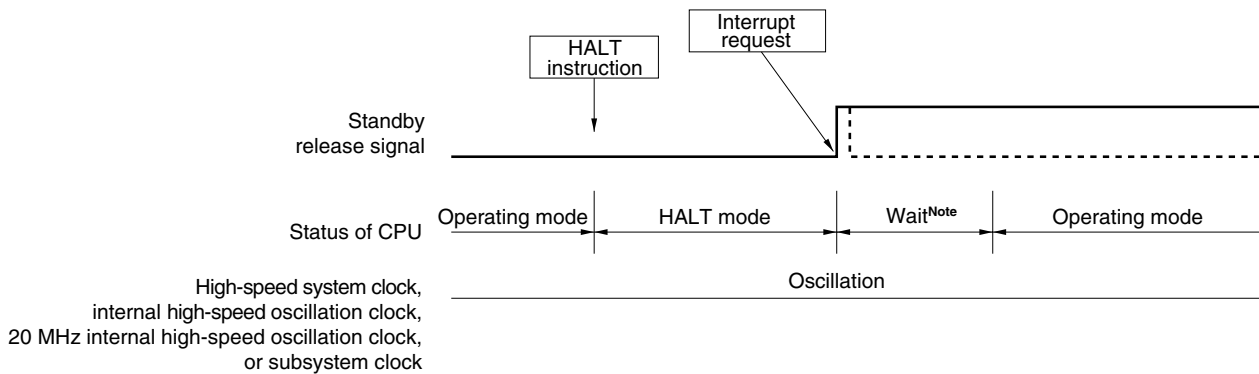 HALT
instruction
Interrupt
request
Standby
release signal
Status of CPU
Operating mode
HALT mode
WaitNote
Operating mode
High-speed system clock,
internal high-speed oscillation clock,
20 MHz internal high-speed oscillation clock,
or subsystem clock
Oscillation